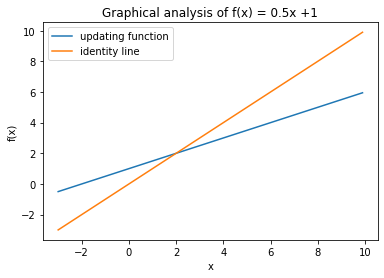 Graphical analysis of f(x) = 0.5x +1
updating function
identity line
10
8
6
4
2
0
−2
f(x)
−2
0
2
4
6
8
10
x